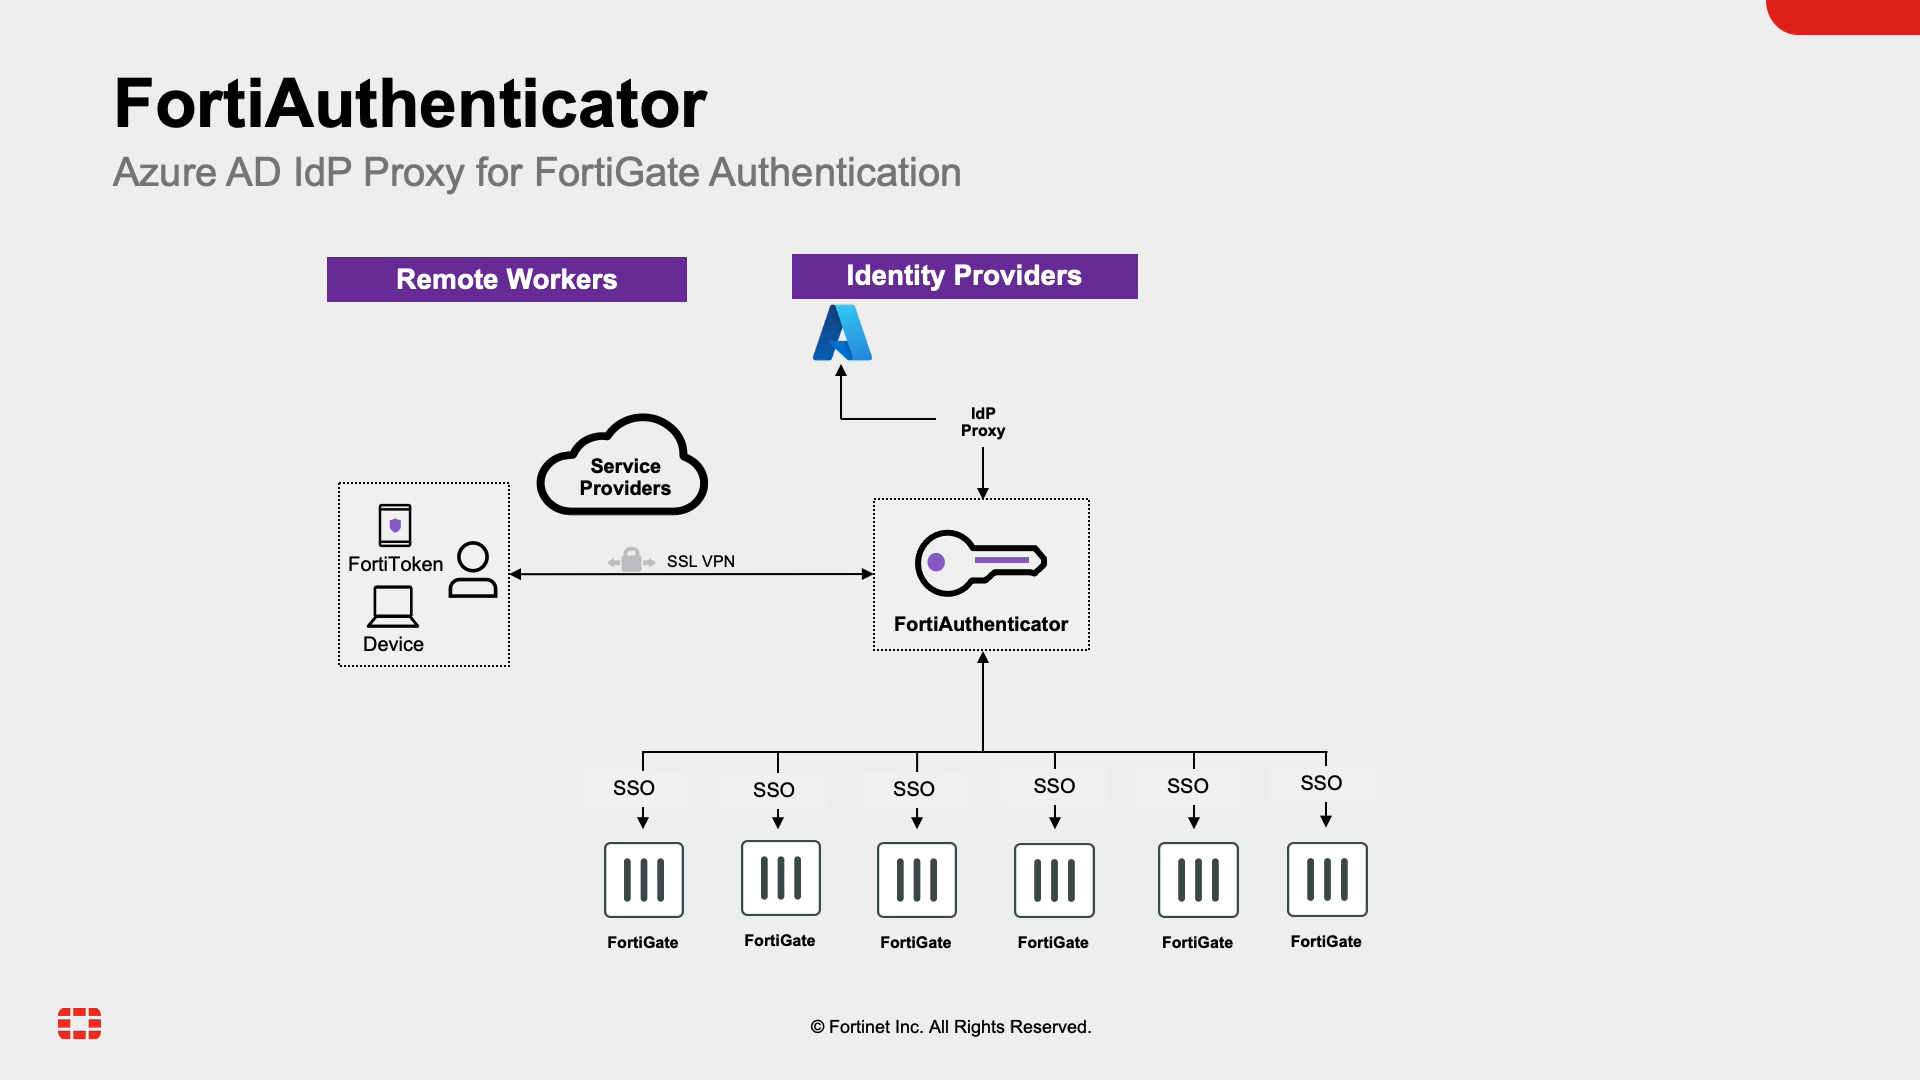 FortiAuthenticator
Azure AD IdP Proxy for FortiGate Authentication
Remote Workers
Identity Providers
IdP
Proxy
Service
Providers
FortiToken
Device
SSL VPN
FortiAuthenticator
SSO
SSO
SSO
SSO
SSO
SSO
FortiGate
FortiGate
FortiGate
FortiGate
FortiGate
FortiGate
© Fortinet Inc. All Rights Reserved.